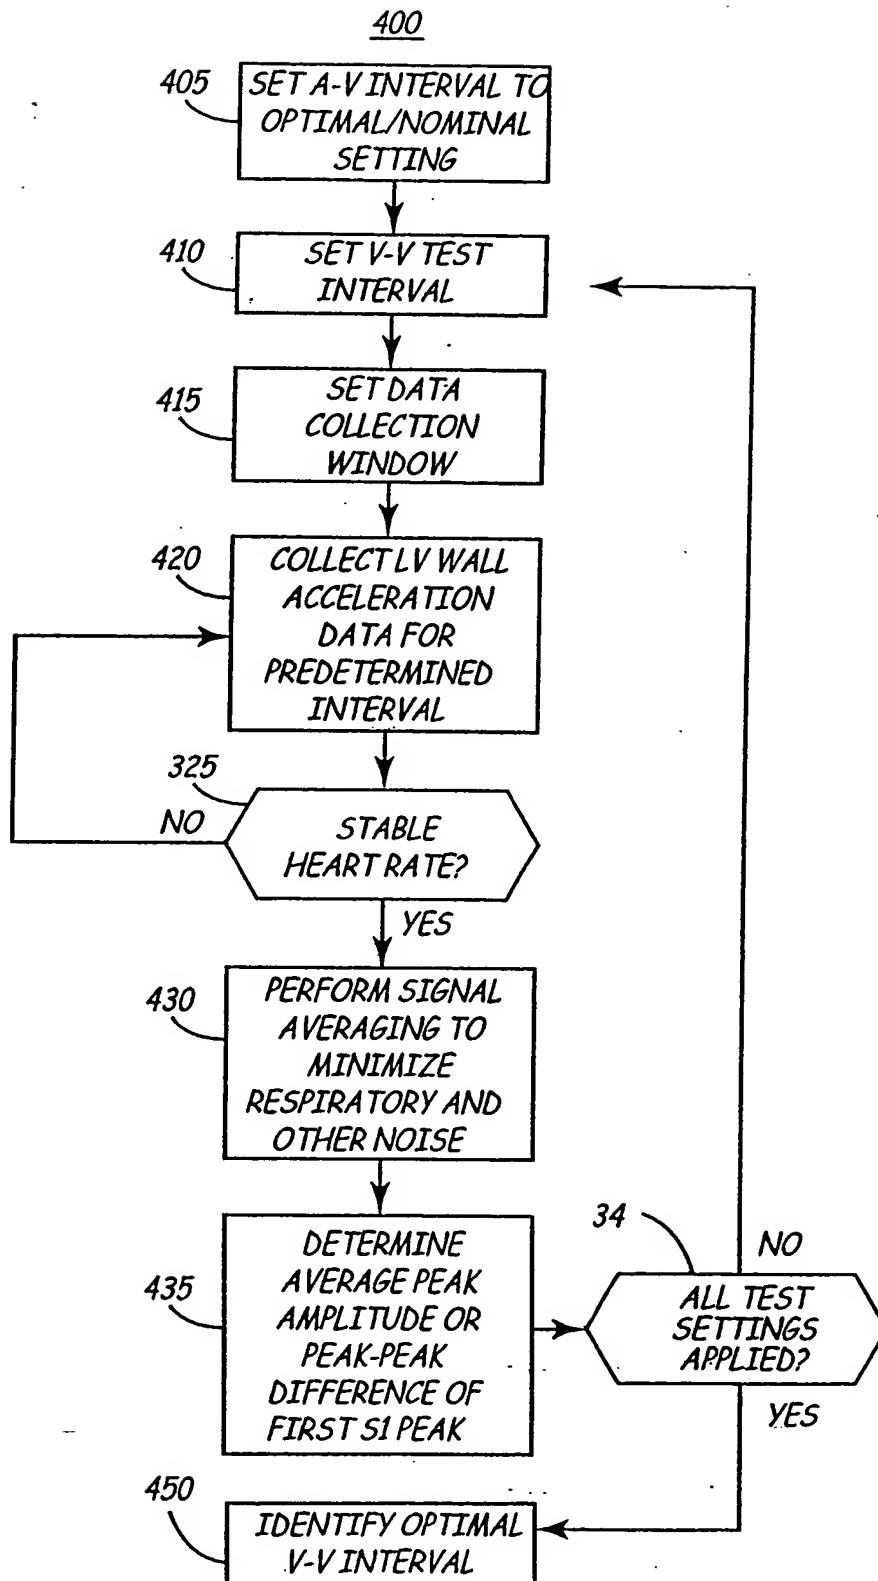 400
405
SET A-V INTERVAL TO
OPTIMAL/NOMINAL
SETTING
410
SET V-V TEST
INTERVAL
415
SET DATA
COLLECTION
WINDOW
420
COLLECT LV WALL
ACCELERATION
DATA FOR
PREDETERMINED
INTERVAL
325
NO
STABLE
HEART RATE?
YES
430
PERFORM SIGNAL
AVERAGING TO
MINIMIZE
RESPIRATORY AND
OTHER NOISE
435
DETERMINE
AVERAGE PEAK
AMPLITUDE OR
PEAK-PEAK
DIFFERENCE OF
FIRST S1 PEAK
34
NO
ALL TEST
SETTINGS
APPLIED?
YES
450
IDENTIFY OPTIMAL
V-V INTERVAL